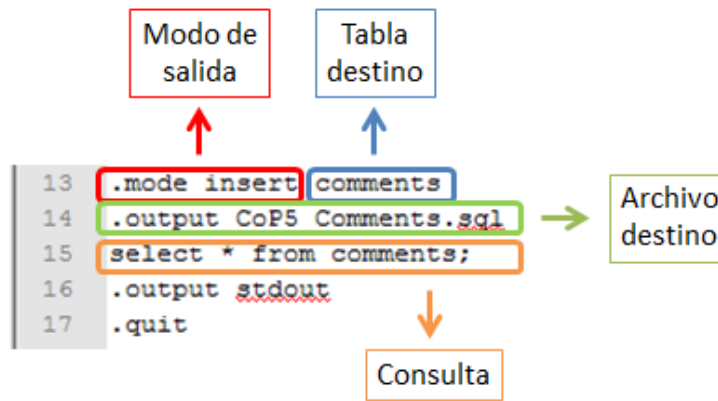 Modo de
salida
Tabla
destino
13 .mode insert comments
14 .output CoP5 Comments.sql
15 select * from comments;
16 .output stdout
17 .quit
Archivo
destino
Consulta